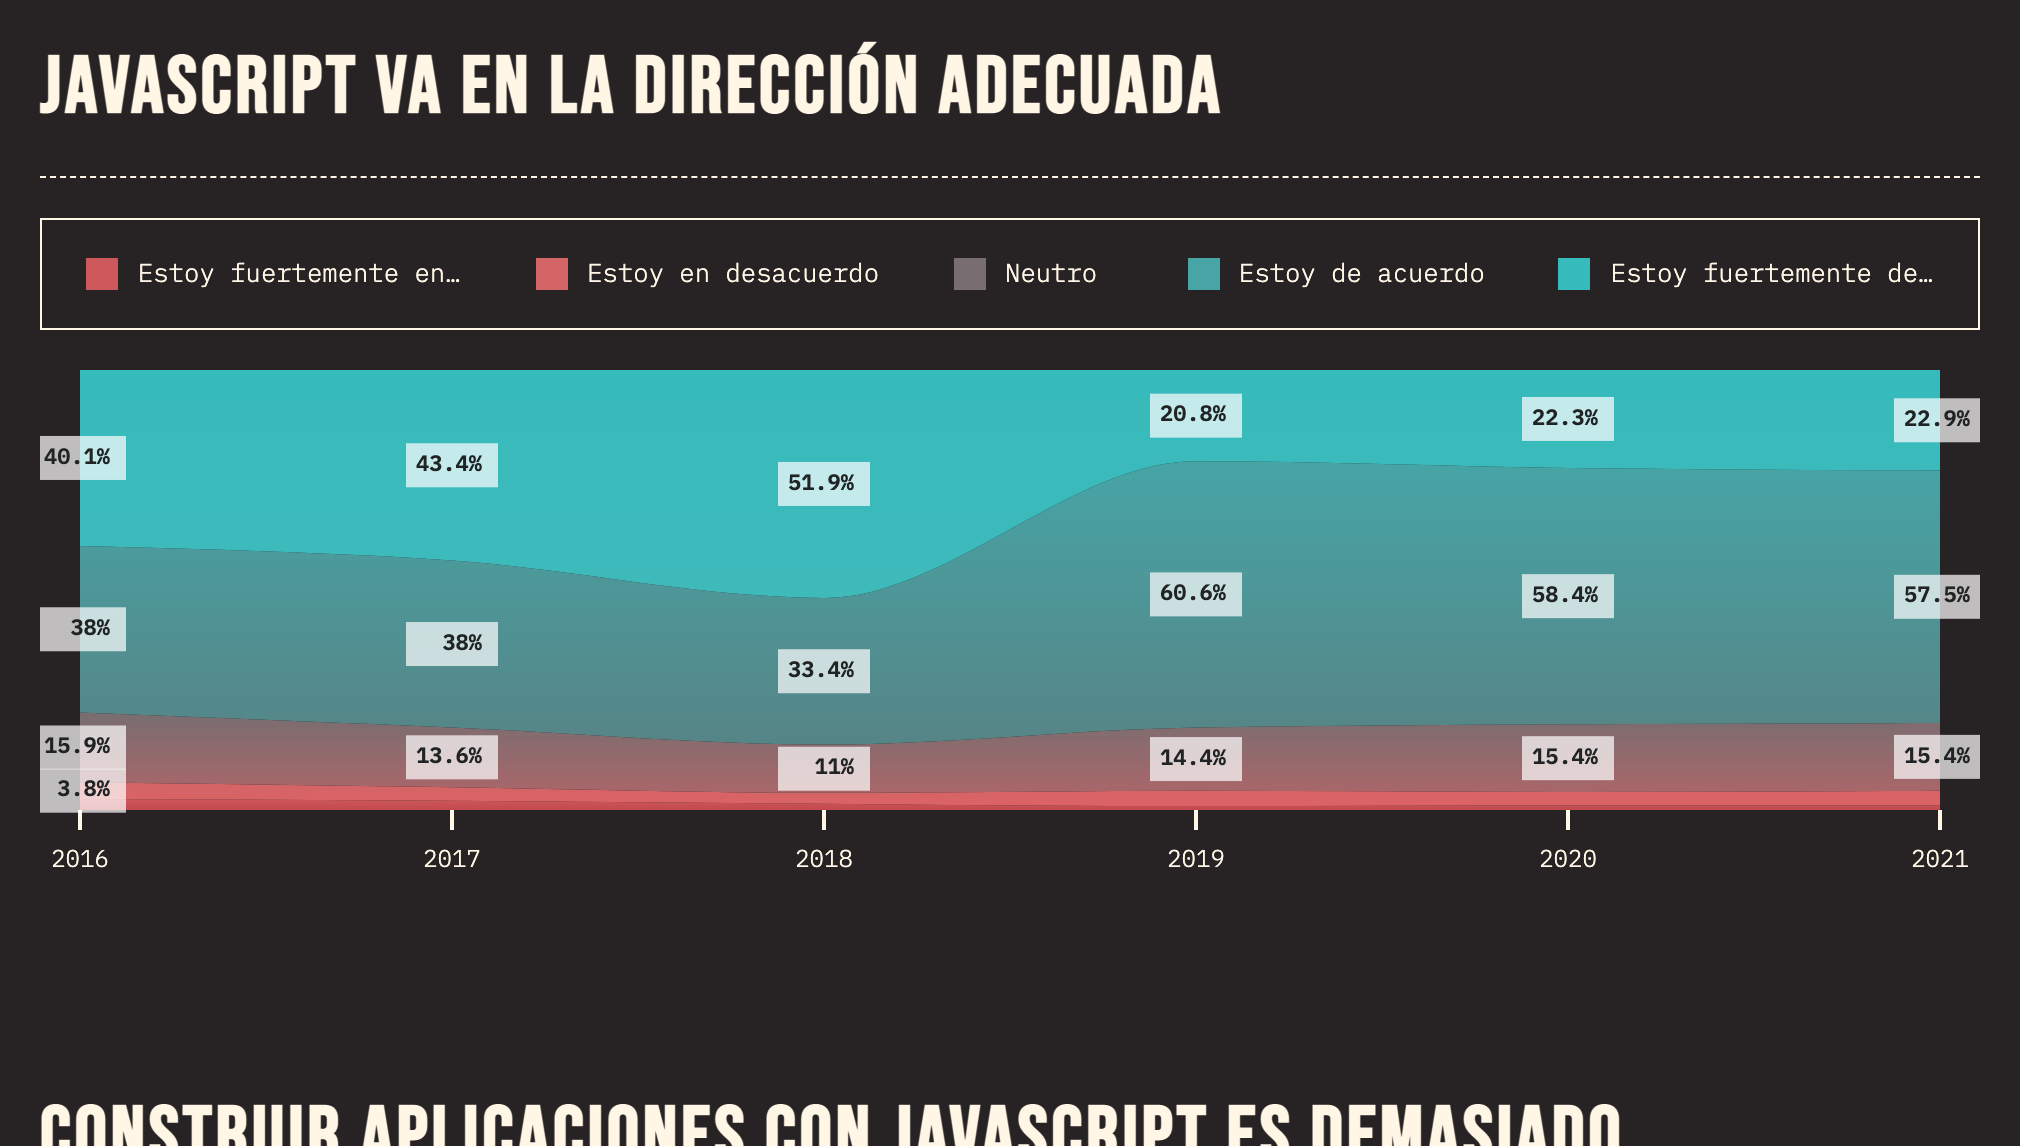 JAVASCRIPT VA EN LA DIRECCIÓN ADECUADA
Estoy fuertemente en… Estoy en desacuerdo Neutro Estoy de acuerdo Estoy fuertemente de…
20.8% 22.3% 22.9%
40.1% 43.4% 51.9%
60.6% 58.4% 57.5%
38% 38% 33.4%
15.9% 13.6% 11% 14.4% 15.4% 15.4%
3.8%
2016 2017 2018 2019 2020 2021
CONSTRUIR APLICACIONES CON JAVASCRIPT ES DEMASIADO